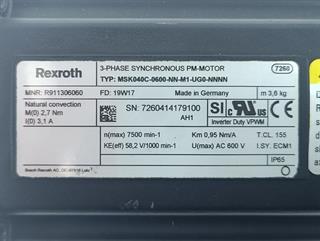 Rexroth
3-PHASE SYNCHRONOUS PM-MOTOR
7260
TYP: MSK040C-0600-NN-M1-UG0-NNNN
MNR: R911306060
FD: 19W17
Made in Germany
m 3,6 kg
Natural convention
M(0) 2,7 Nm
I(0) 3,1 A
SN: 7260414179100
AH1
Inverter Duty VPWM
n(max) 7500 min-1
Km 0,95 Nm/A
T.CL. 155
KE(eff) 58,2 V/1000 min-1
U(max) AC 600 V
I.SY. ECM1
IP65